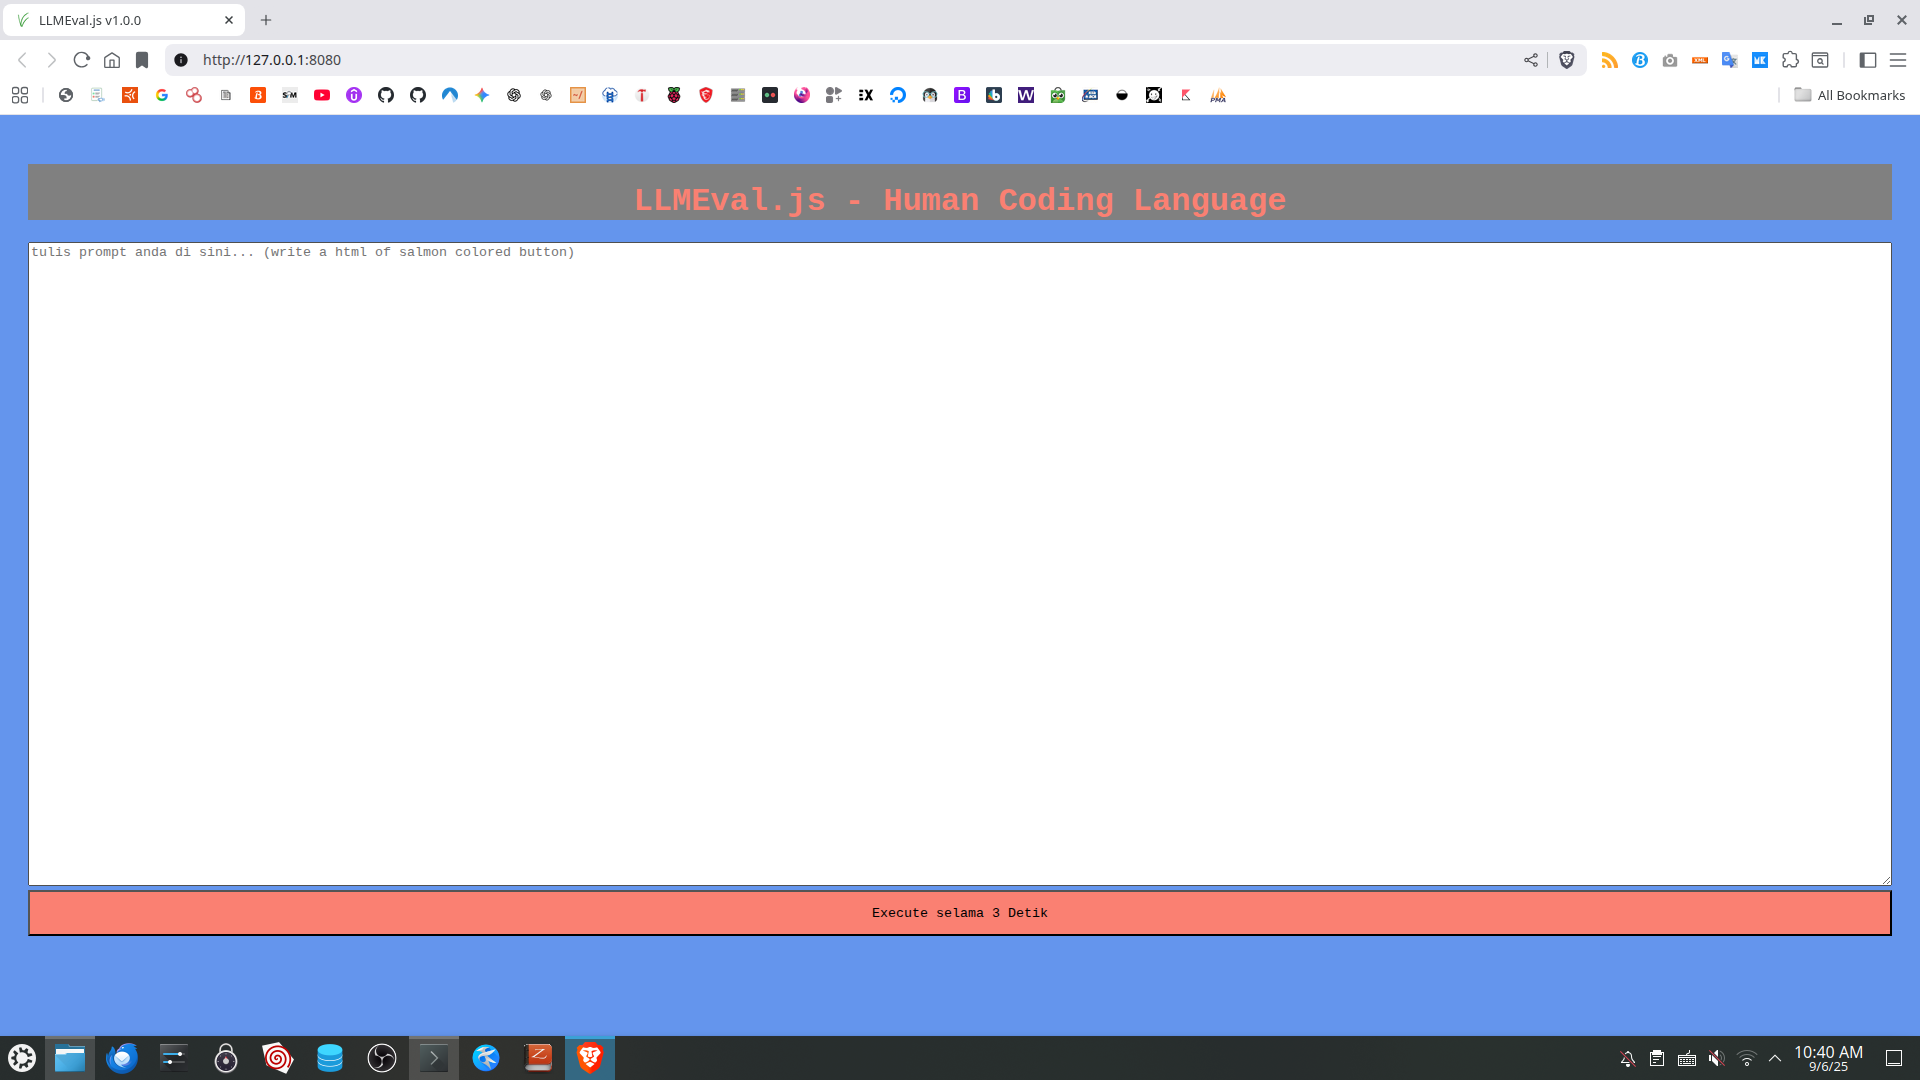 LLMEval.js v1.0.0
http://127.0.0.1:8080
All Bookmarks
LLMEval.js - Human Coding Language
tulis prompt anda di sini... (write a html of salmon colored button)
Execute selama 3 Detik
10:40 AM
9/6/25